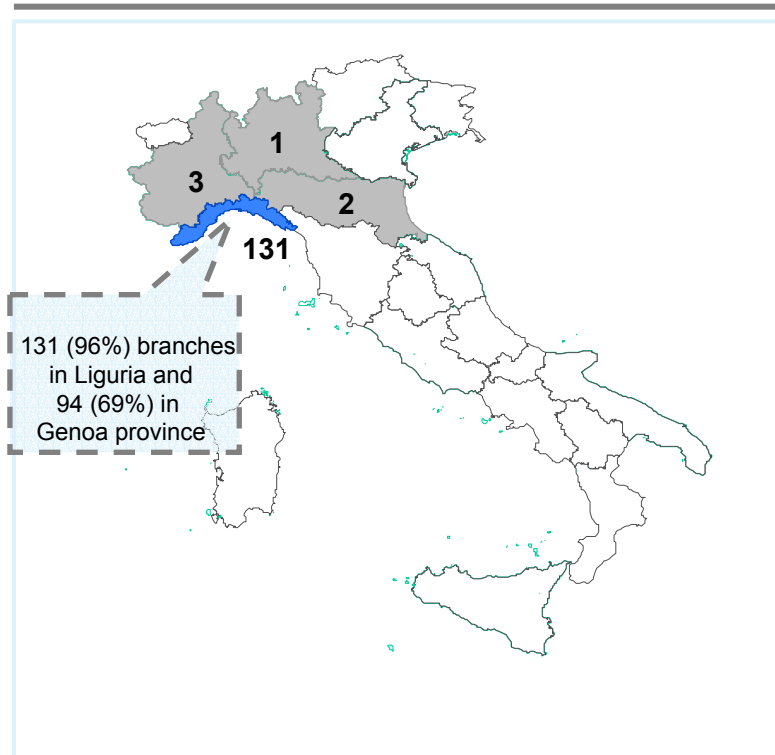 1
3
2
131
131 (96%) branches
in Liguria and
94 (69%) in
Genoa province